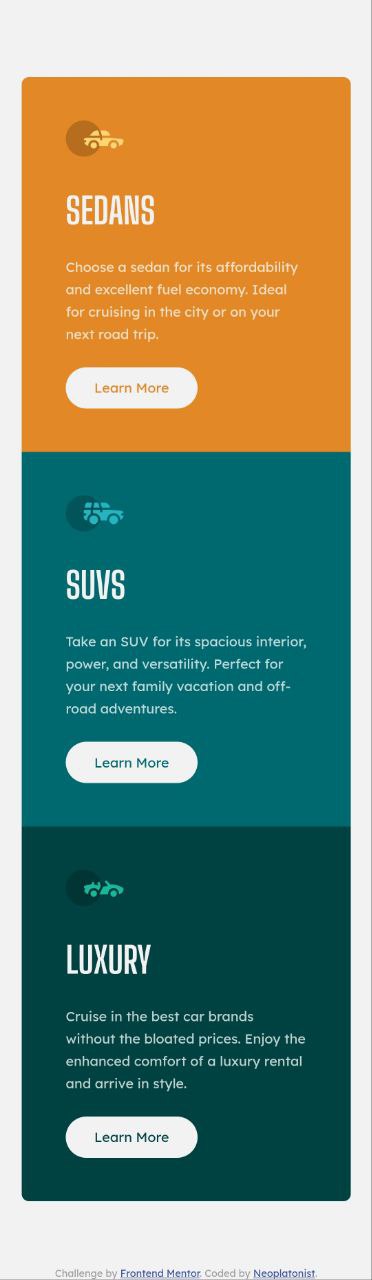 SEDANS
Choose a sedan for its affordability
and excellent fuel economy. Ideal
for cruising in the city or on your
next road trip.
Learn More
SUVS
Take an SUV for its spacious interior,
power, and versatility. Perfect for
your next family vacation and off-
road adventures.
Learn More
LUXURY
Cruise in the best car brands
without the bloated prices. Enjoy the
enhanced comfort of a luxury rental
and arrive in style.
Learn More
Challenge by Frontend Mentor. Coded by Neoplatonist.